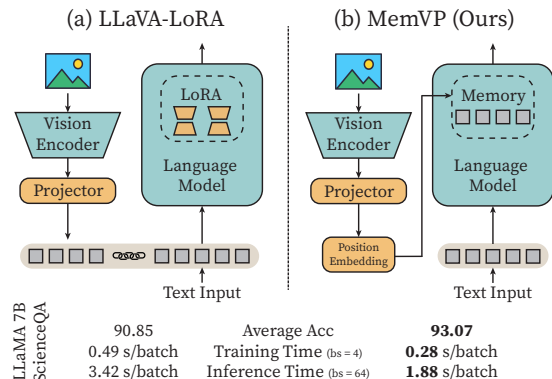 (a) LLaVA-LoRA
(b) MemVP (Ours)
LoRA
Memory
Vision
Encoder
Language
Model
Projector
Vision
Encoder
Language
Model
Projector
Position
Embedding
Text Input
Text Input
LLaMA 7B
ScienceQA
90.85 Average Acc 93.07
0.49 s/batch Training Time (bs = 4) 0.28 s/batch
3.42 s/batch Inference Time (bs = 64) 1.88 s/batch